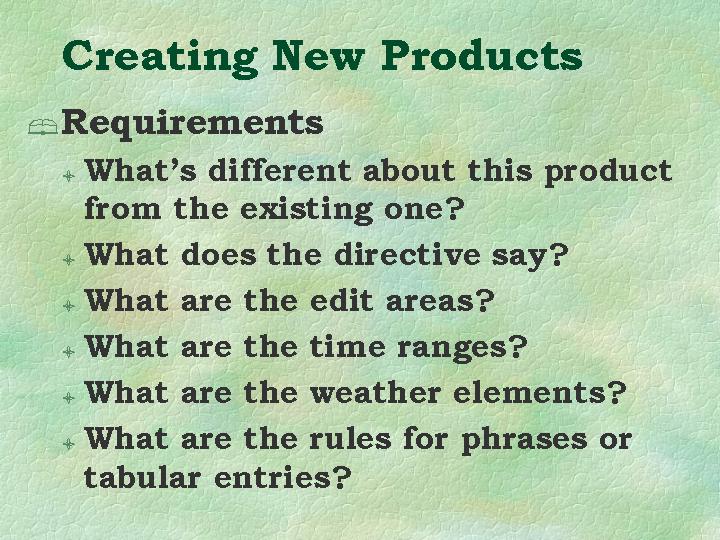 Creating New Products
Requirements
What's different about this product
from the existing one?
What does the directive say?
What are the edit areas?
What are the time ranges?
What are the weather elements?
What are the rules for phrases or
tabular entries?